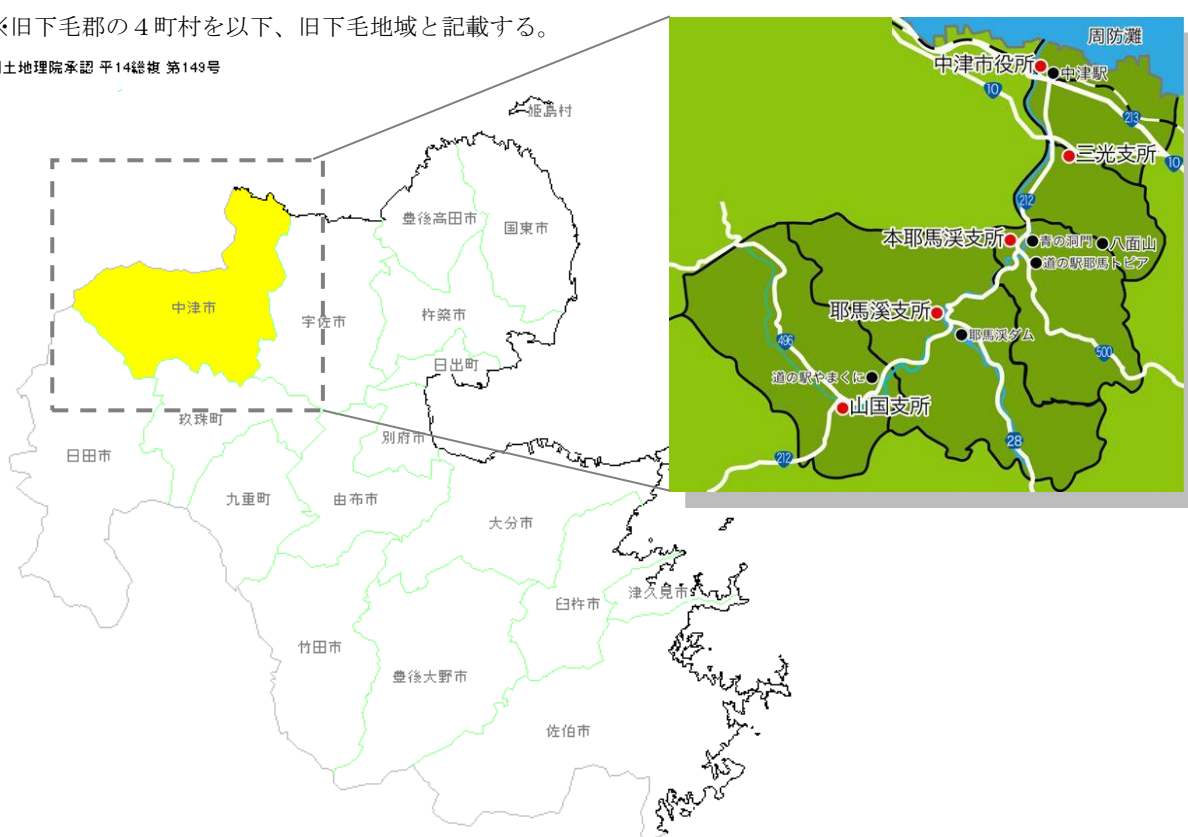 ※旧下毛郡の４町村を以下、旧下毛地域と記載する。
国土地理院承認 平14総複 第149号
姫島村
豊後高田市
国東市
中津市
宇佐市
杵築市
日出町
玖珠町
別府市
日田市
九重町
由布市
大分市
臼杵市
津久見市
竹田市
豊後大野市
佐伯市
周防灘
中津市役所
中津駅
10
213
三光支所
10
212
本耶馬渓支所
青の洞門
八面山
道の駅耶馬トピア
耶馬溪支所
耶馬溪ダム
496
500
道の駅やまくに
山国支所
28
212